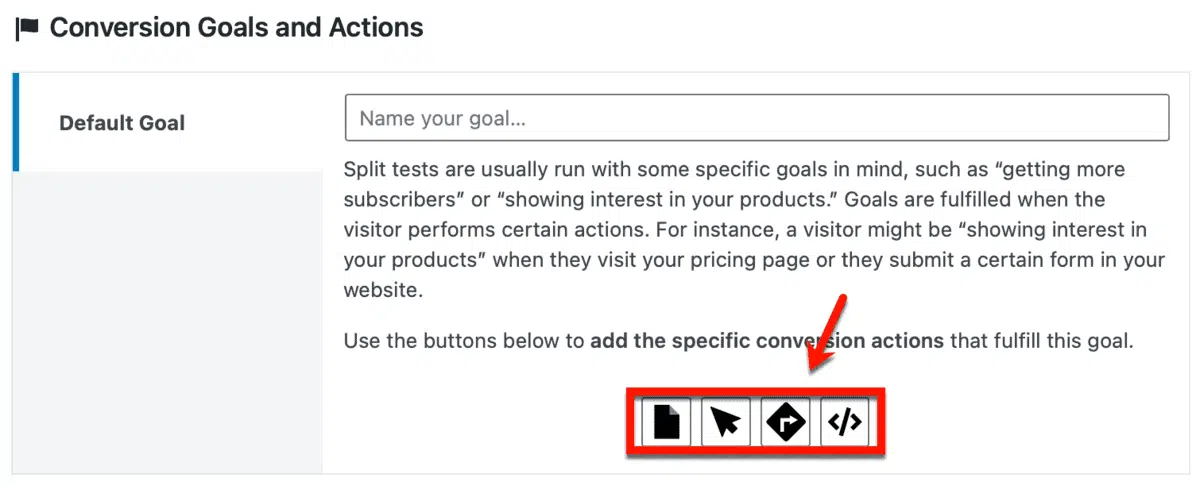 Conversion Goals and Actions
Default Goal
Name your goal...
Split tests are usually run with some specific goals in mind, such as “getting more
subscribers” or “showing interest in your products.” Goals are fulfilled when the
visitor performs certain actions. For instance, a visitor might be “showing interest in
your products” when they visit your pricing page or they submit a certain form in your
website.
Use the buttons below to add the specific conversion actions that fulfill this goal.